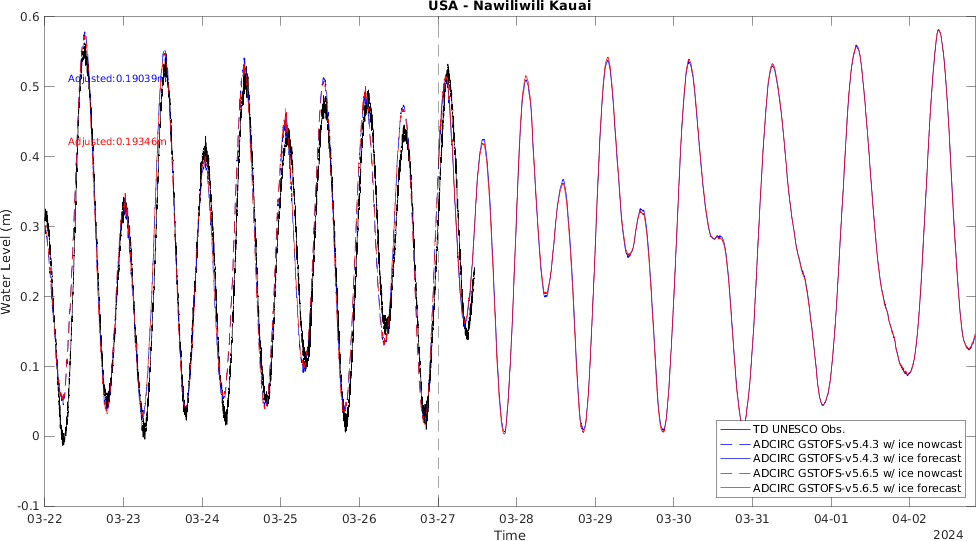 USA - Nawiliwili Kauai
0.6
0.5
0.4
0.3
0.2
0.1
0
-0.1
Water Level (m)
Adjusted:0.19039m
Adjusted:0.19346m
TD UNESCO Obs.
ADCIRC GSTOFS-v5.4.3 w/ ice nowcast
ADCIRC GSTOFS-v5.4.3 w/ ice forecast
ADCIRC GSTOFS-v5.6.5 w/ ice nowcast
ADCIRC GSTOFS-v5.6.5 w/ ice forecast
03-22 03-23 03-24 03-25 03-26 03-27 03-28 03-29 03-30 03-31 04-01 04-02
Time
2024